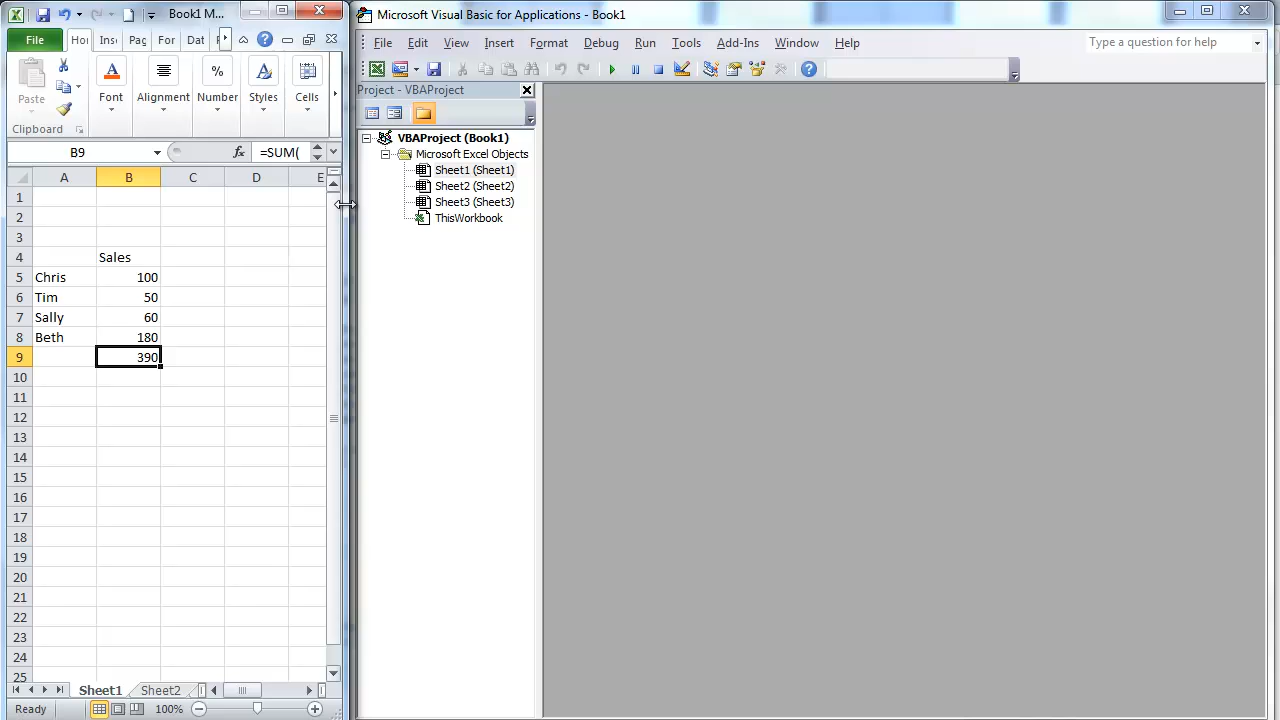 Book1 M...
File
Hor
Ins
Pag
For
Dat
Paste
Font
Alignment
Number
Styles
Cells
Clipboard
B9
fx
=SUM(
A B C D E
1
2
3
4 Sales
5 Chris 100
6 Tim 50
7 Sally 60
8 Beth 180
9 390
10
11
12
13
14
15
16
17
18
19
20
21
22
23
24
25
Sheet1 Sheet2
Ready 100%
Microsoft Visual Basic for Applications - Book1
File Edit View Insert Format Debug Run Tools Add-Ins Window Help
Type a question for help
Project - VBAProject
VBAProject (Book1)
Microsoft Excel Objects
Sheet1 (Sheet1)
Sheet2 (Sheet2)
Sheet3 (Sheet3)
ThisWorkbook